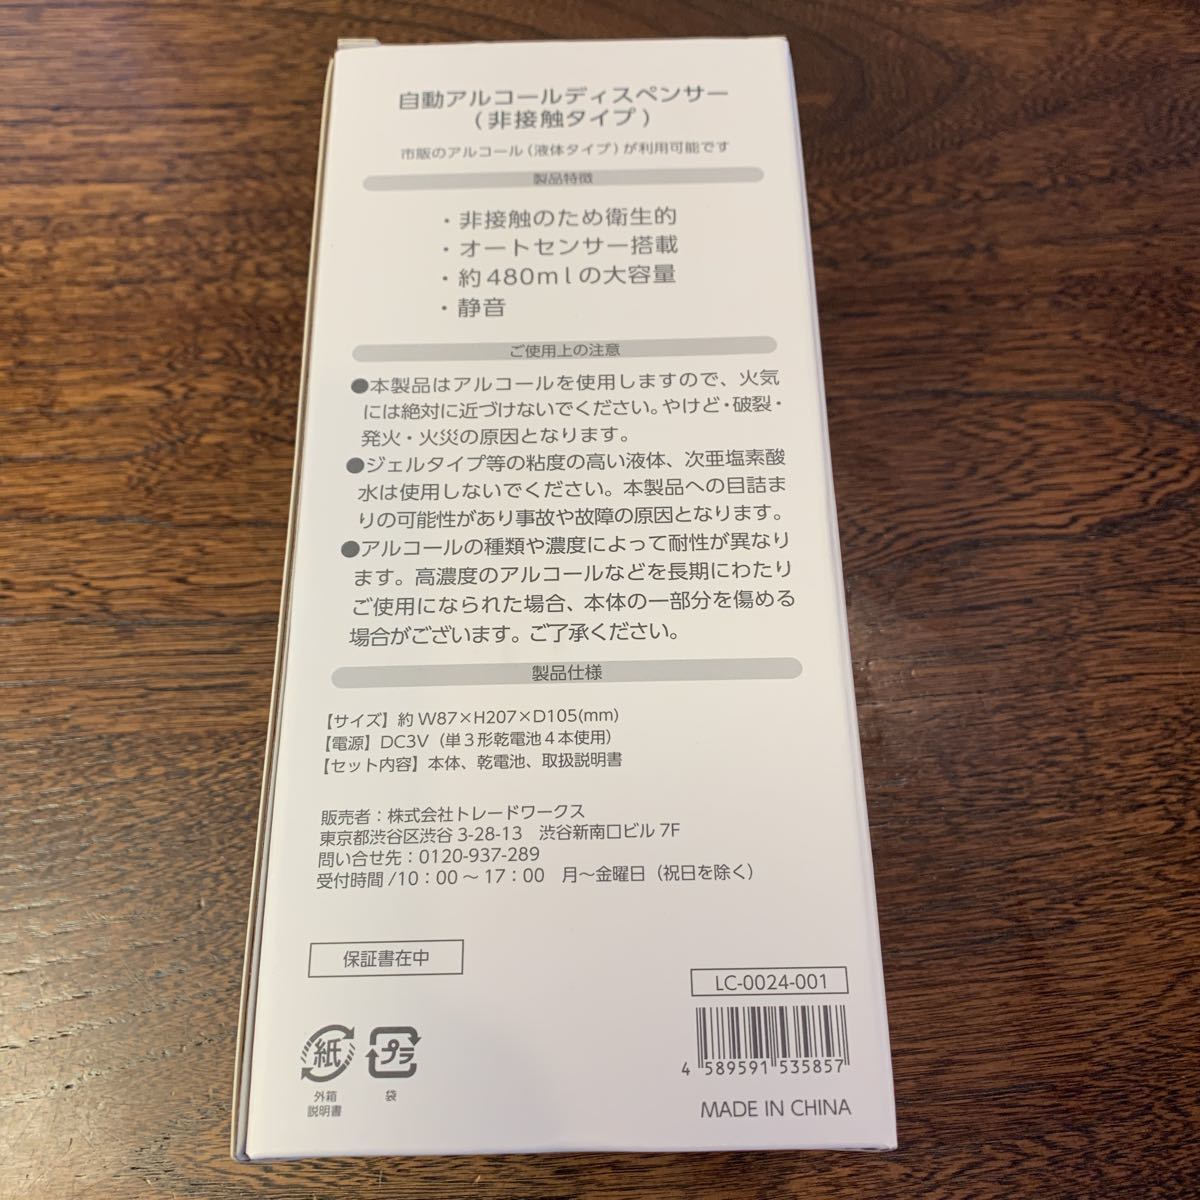 自動アルコールディスペンサー
(非接触タイプ)
市販のアルコール(液体タイプ)が利用可能です
製品特徴
・非接触のため衛生的
・オートセンサー搭載
・約480mlの大容量
・静音
ご使用上の注意
●本製品はアルコールを使用しますので、火気
には絶対に近づけないでください。やけど・破裂・
発火・火災の原因となります。
●ジェルタイプ等の粘度の高い液体、次亜塩素酸
水は使用しないでください。本製品への目詰ま
りの可能性があり事故や故障の原因となります。
●アルコールの種類や濃度によって耐性が異なり
ます。高濃度のアルコールなどを長期にわたり
ご使用になられた場合、本体の一部分を傷める
場合がございます。ご了承ください。
製品仕様
【サイズ】約 W87×H207×D105(mm)
【電源】DC3V(単3形乾電池4本使用)
【セット内容】本体、乾電池、取扱説明書
販売者：株式会社トレードワークス
東京都渋谷区渋谷 3-28-13 渋谷新南口ビル 7F
問い合せ先：0120-937-289
受付時間/10：00～17：00 月～金曜日(祝日を除く)
保証書在中
LC-0024-001
紙
プラ
外箱
説明書
袋
4 589591 535857
MADE IN CHINA